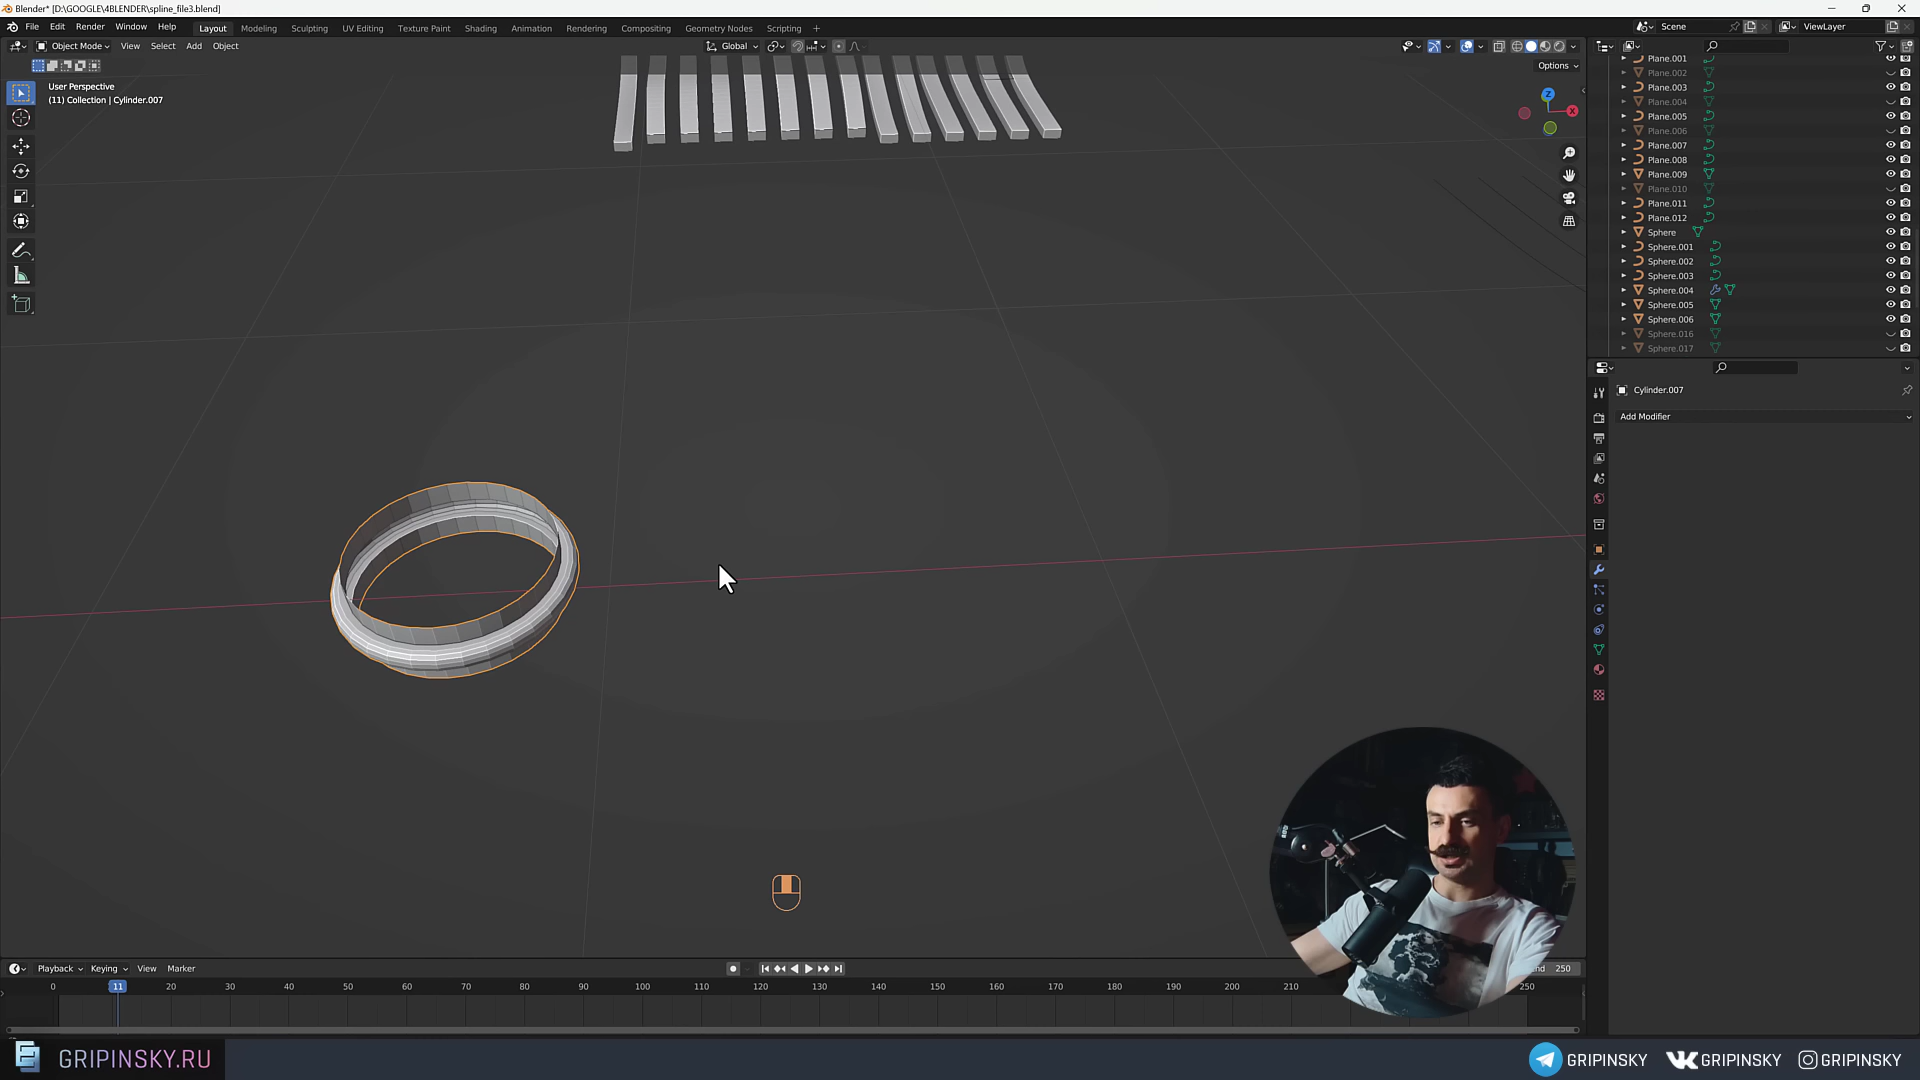 Blender* [D:\GOOGLE\4BLENDER\spline_file3.blend]
File Edit Render Window Help
Layout Modeling Sculpting UV Editing Texture Paint Shading Animation Rendering Compositing Geometry Nodes Scripting +
Scene
ViewLayer
Object Mode View Select Add Object
Global
Options
User Perspective
(11) Collection | Cylinder.007
Z
X
Plane.001
Plane.002
Plane.003
Plane.004
Plane.005
Plane.006
Plane.007
Plane.008
Plane.009
Plane.010
Plane.011
Plane.012
Sphere
Sphere.001
Sphere.002
Sphere.003
Sphere.004
Sphere.005
Sphere.006
Sphere.016
Sphere.017
Cylinder.007
Add Modifier
Playback Keying View Marker
250
0 11 20 30 40 50 60 70 80 90 100 110 120 130 140 150 160 170 180 190 200 210 250
GRIPINSKY.RU
GRIPINSKY
GRIPINSKY
GRIPINSKY